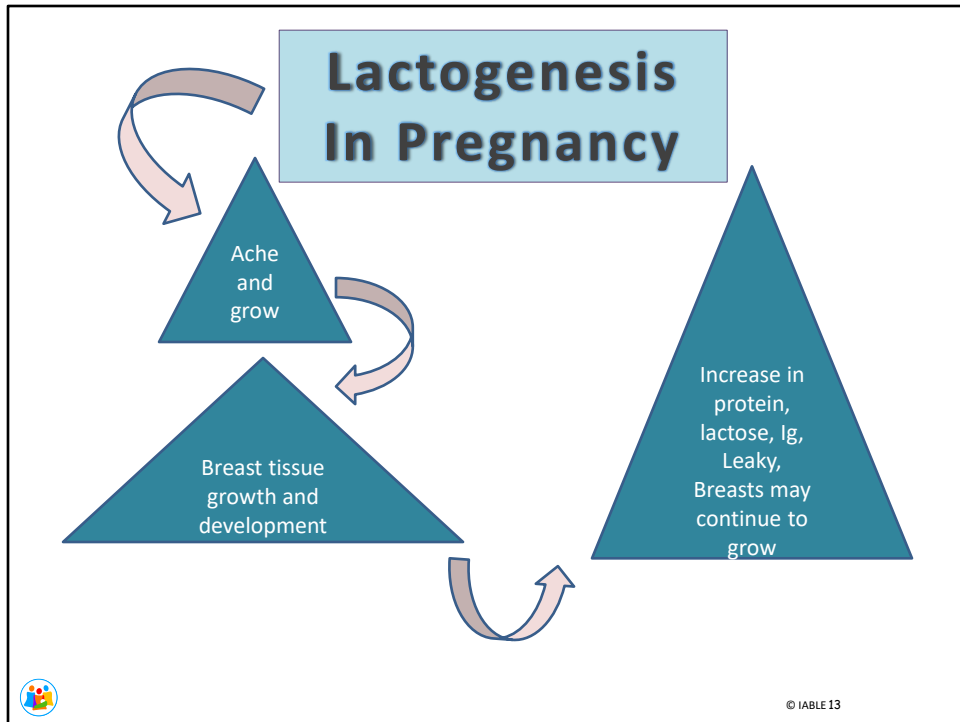 Lactogenesis
In Pregnancy
Ache
and
grow
Breast tissue
growth and
development
Increase in
protein,
lactose, Ig,
Leaky,
Breasts may
continue to
grow
© IABLE 13